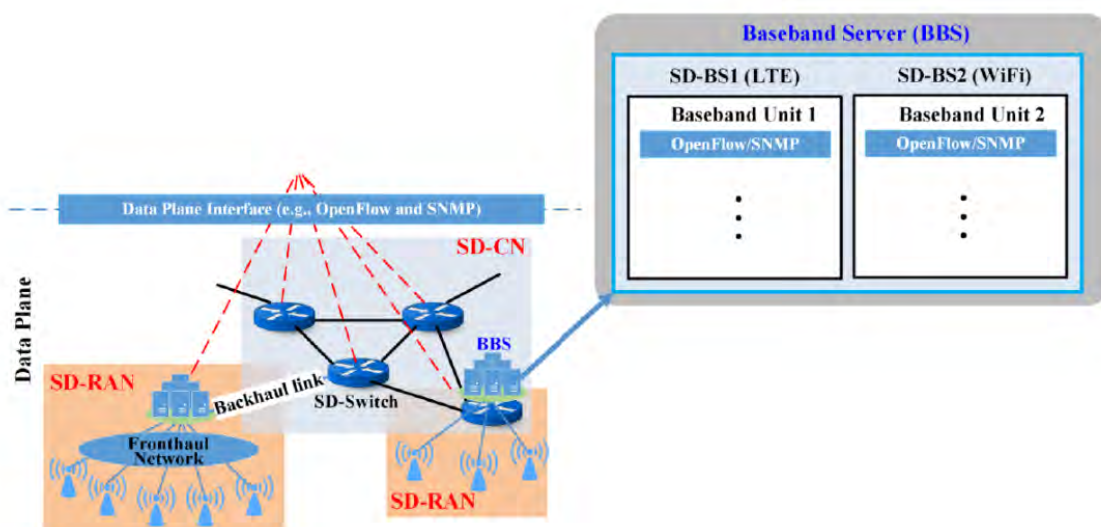 Baseband Server (BBS)
SD-BS1 (LTE)
SD-BS2 (WiFi)
Baseband Unit 1
Baseband Unit 2
OpenFlow/SNMP
OpenFlow/SNMP
Data Plane Interface (e.g., OpenFlow and SNMP)
SD-CN
Data Plane
BBS
SD-RAN
Backhaul link
SD-Switch
Fronthaul
Network
SD-RAN